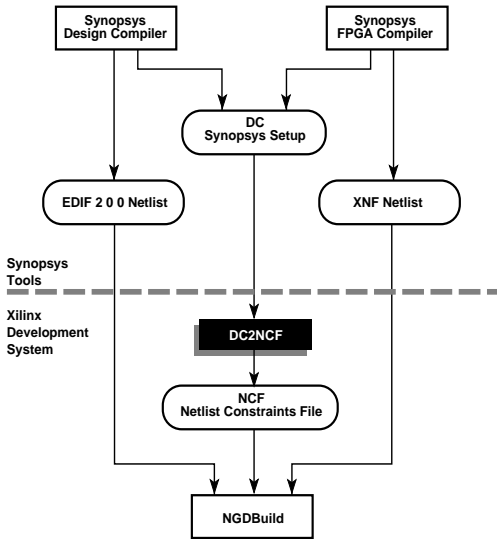 Synopsys
Design Compiler
Synopsys
FPGA Compiler
DC
Synopsys Setup
EDIF 2 0 0 Netlist
XNF Netlist
Synopsys
Tools
Xilinx
Development
System
DC2NCF
NCF
Netlist Constraints File
NGDBuild